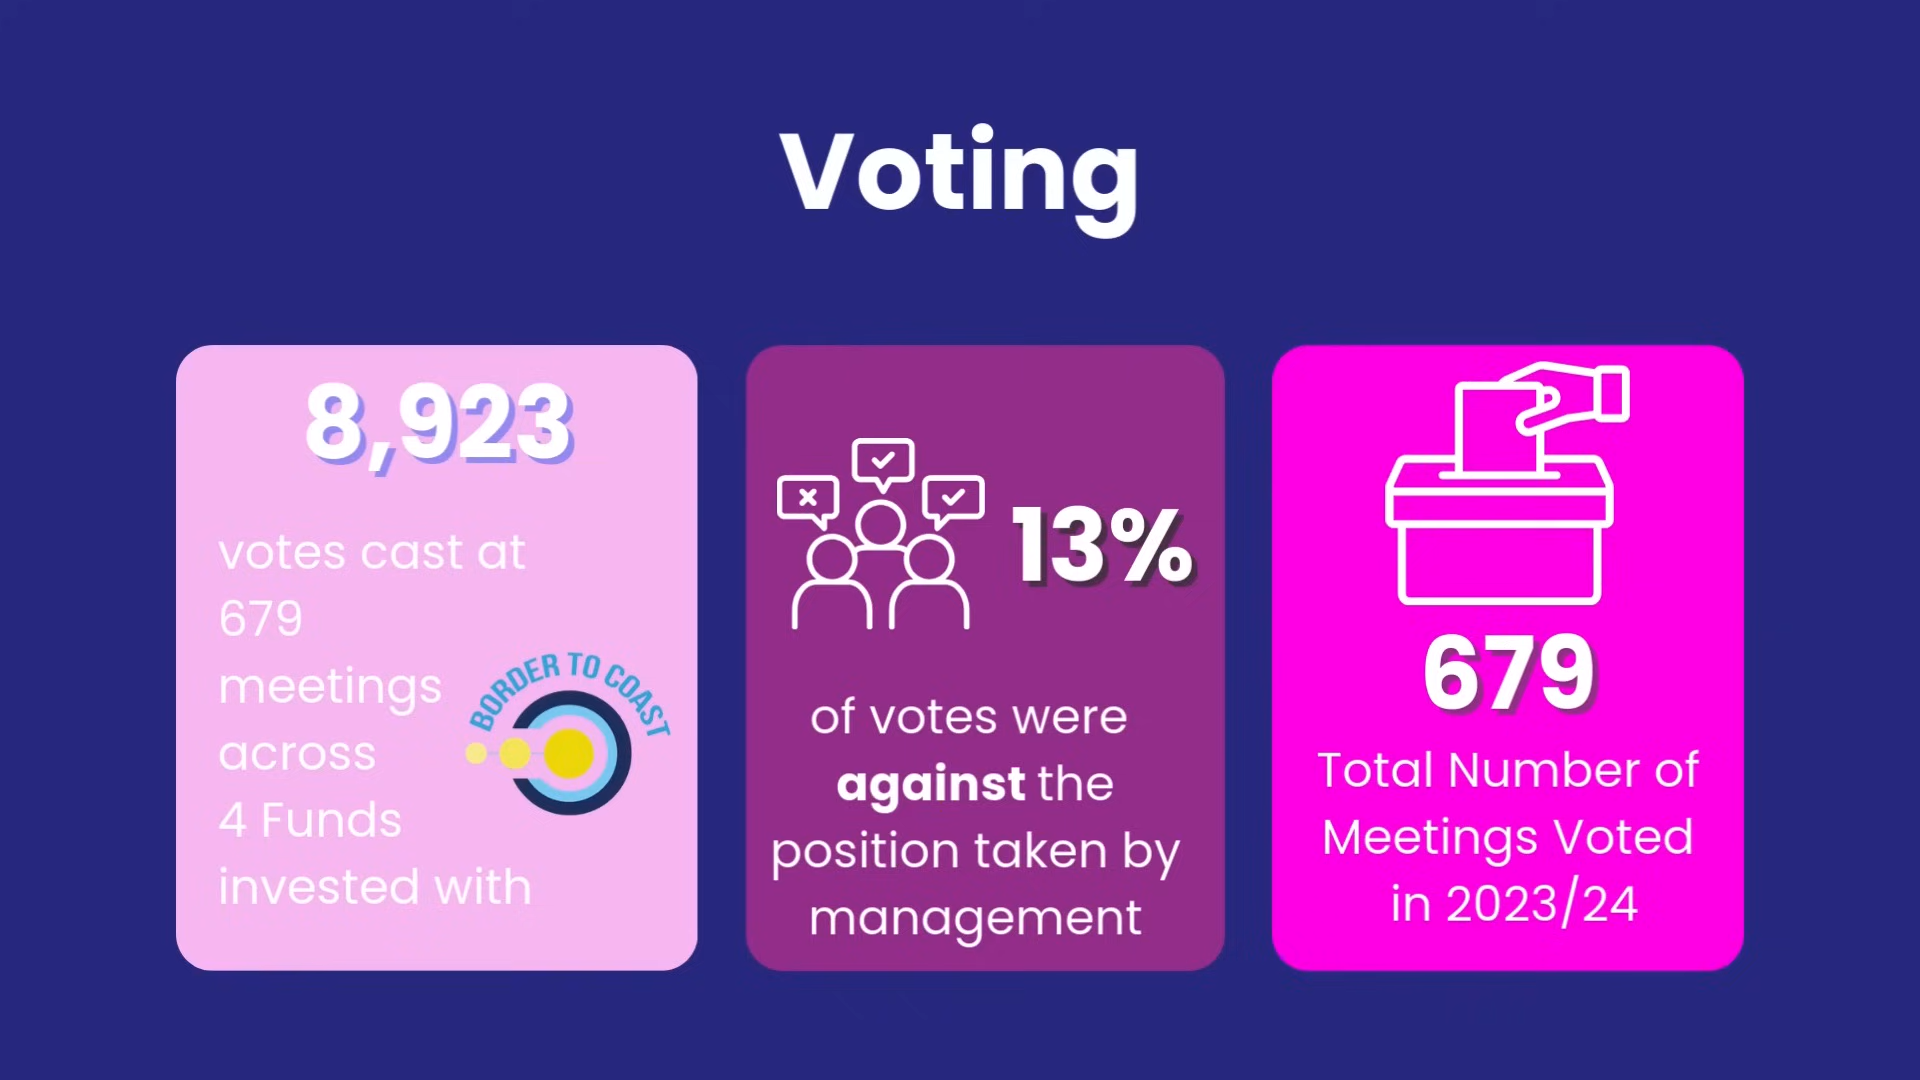 Voting
8,923
votes cast at
679
meetings
across
4 Funds
invested with
BORDER TO COAST
13%
of votes were
against the
position taken by
management
679
Total Number of
Meetings Voted
in 2023/24